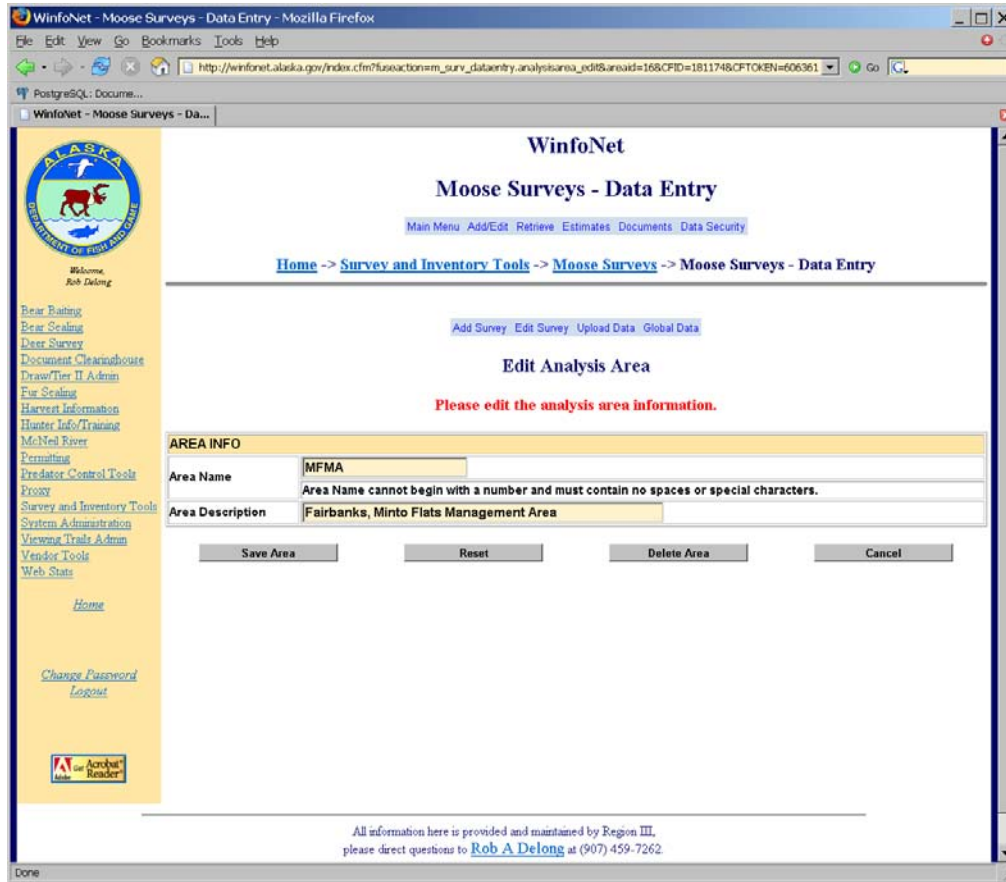 WinfoNet - Moose Surveys - Data Entry - Mozilla Firefox
File Edit View Go Bookmarks Tools Help
http://winfonet.alaska.gov/index.cfm?fuseaction=m_surv_dataentry.analysisarea_edit&areaid=16&CFID=181174&CFTOKEN=606361 Go
PostgreSQL: Docume...
WinfoNet - Moose Surveys - Da...
ALASKA
DEPARTMENT OF FISH AND GAME
Welcome,
Rob Delong
Bear Baiting
Bear Sealing
Deer Survey
Document Clearinghouse
Draw/Tier II Admin
Fur Sealing
Harvest Information
Hunter Info/Training
McNeil River
Permitting
Predator Control Tools
Proxy
Survey and Inventory Tools
System Administration
Viewing Trails Admin
Vendor Tools
Web Stats
Home
Change Password
Logout
Adobe Get Acrobat® Reader®
WinfoNet
Moose Surveys - Data Entry
Main Menu Add/Edit Retrieve Estimates Documents Data Security
Home -> Survey and Inventory Tools -> Moose Surveys -> Moose Surveys - Data Entry
Add Survey Edit Survey Upload Data Global Data
Edit Analysis Area
Please edit the analysis area information.
AREA INFO
Area Name MFMA
Area Name cannot begin with a number and must contain no spaces or special characters.
Area Description Fairbanks, Minto Flats Management Area
Save Area Reset Delete Area Cancel
All information here is provided and maintained by Region III,
please direct questions to Rob A Delong at (907) 459-7262.
Done